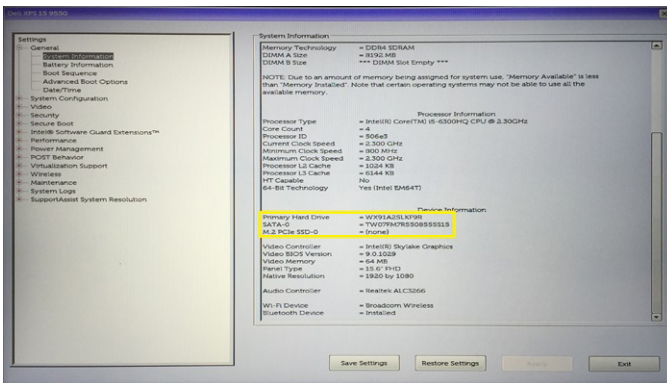 Dell XPS 15 9550
Settings
General
System Information
Battery Information
Boot Sequence
Advanced Boot Options
Date/Time
System Configuration
Video
Security
Secure Boot
Intel® Software Guard Extensions™
Performance
Power Management
POST Behavior
Virtualization Support
Wireless
Maintenance
System Logs
SupportAssist System Resolution
System Information
Memory Technology = DDR4 SDRAM
DIMM A Size = 8192 MB
DIMM B Size *** DIMM Slot Empty ***
NOTE: Due to an amount of memory being assigned for system use, "Memory Available" is less
than "Memory Installed". Note that certain operating systems may not be able to use all the
available memory.
Processor Information
Processor Type = Intel(R) Core(TM) i5-6300HQ CPU @ 2.30GHz
Core Count = 4
Processor ID = 506e3
Current Clock Speed = 2.300 GHz
Minimum Clock Speed = 800 MHz
Maximum Clock Speed = 2.300 GHz
Processor L2 Cache = 1024 KB
Processor L3 Cache = 6144 KB
HT Capable No
64-Bit Technology Yes (Intel EM64T)
Device Information
Primary Hard Drive
SATA-0
M.2 PCIe SSD-0 = (none)
Video Controller = Intel(R) Skylake Graphics
Video BIOS Version = 9.0.1029
Video Memory = 64 MB
Panel Type = 15.6" FHD
Native Resolution = 1920 by 1080
Audio Controller = Realtek ALC3266
Wi-Fi Device = Broadcom Wireless
Bluetooth Device = Installed
Save Settings
Restore Settings
Apply
Exit